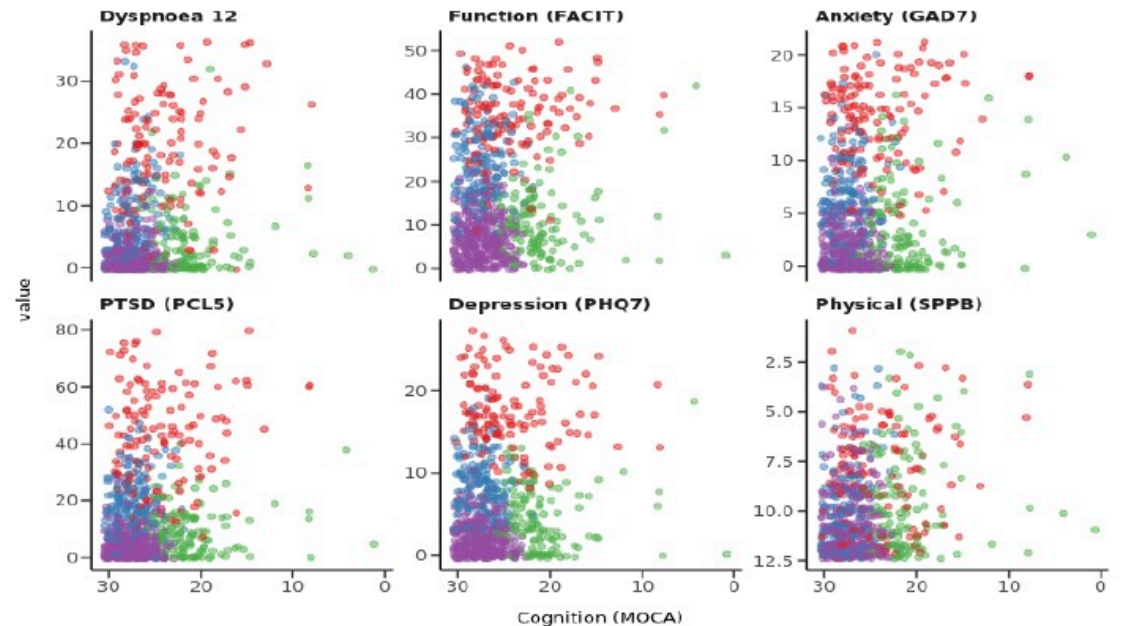 Dyspnoea 12
Function (FACIT)
Anxiety (GAD7)
30
20
10
0
50
40
30
20
10
0
20
15
10
5
0
value
PTSD (PCL5)
Depression (PHQ7)
Physical (SPPB)
80
60
40
20
0
20
10
0
2.5
5.0
7.5
10.0
12.5
30 20 10 0
30 20 10 0
30 20 10 0
Cognition (MOCA)